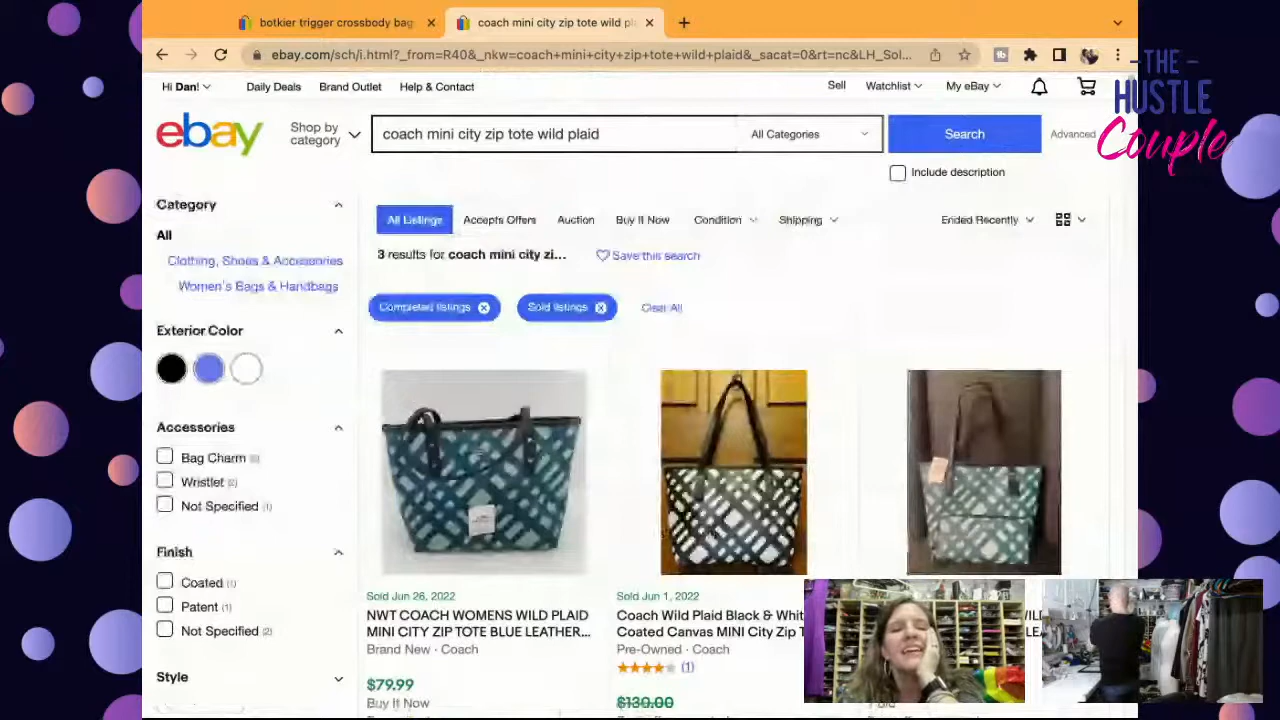 botkier trigger crossbody bag
coach mini city zip tote wild pl
ebay.com/sch/i.html?_from=R40&_nkw=coach+mini+city+zip+tote+wild+plaid&_sacat=0&rt=nc&LH_Sol...
-THE-
HUSTLE
Couple
Hi Dan!
Daily Deals
Brand Outlet
Help & Contact
Sell
Watchlist
My eBay
ebay
Shop by
category
coach mini city zip tote wild plaid
All Categories
Search
Advanced
Include description
Category
All
Clothing, Shoes & Accessories
Women's Bags & Handbags
All Listings
Accepts Offers
Auction
Buy It Now
Condition
Shipping
Ended Recently
3 results for coach mini city zi...
Save this search
Completed listings
Sold listings
Clear All
Exterior Color
Accessories
Bag Charm
Wristlet (2)
Not Specified (1)
Finish
Coated (1)
Patent (1)
Not Specified (2)
Style
Sold Jun 26, 2022
NWT COACH WOMENS WILD PLAID
MINI CITY ZIP TOTE BLUE LEATHER...
Brand New · Coach
$79.99
Buy It Now
Sold Jun 1, 2022
Coach Wild Plaid Black & Whit
Coated Canvas MINI City Zip T
Pre-Owned · Coach
(1)
$130.00